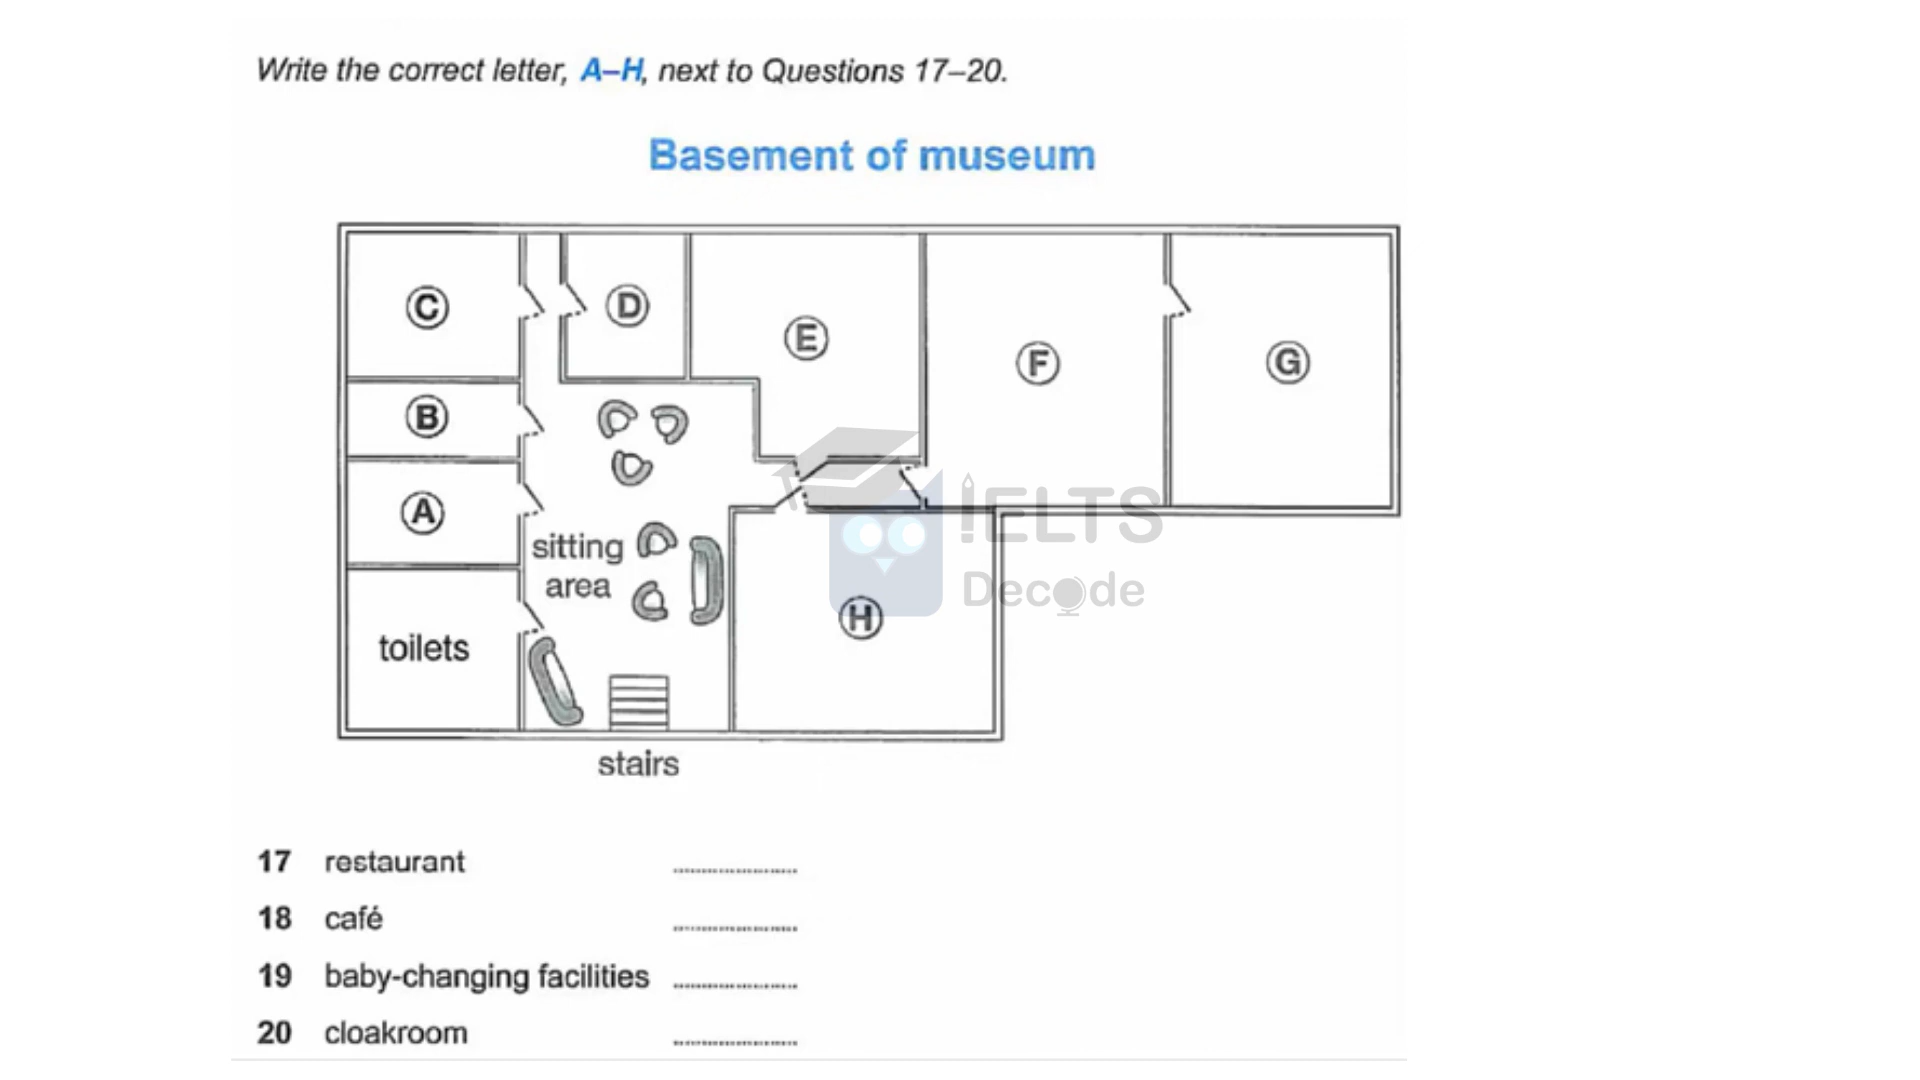 Write the correct letter, A–H, next to Questions 17–20.
Basement of museum
C
D
E
F
G
B
A
sitting
area
H
toilets
stairs
IELTS
Decode
17 restaurant ....................
18 café ....................
19 baby-changing facilities ....................
20 cloakroom ....................